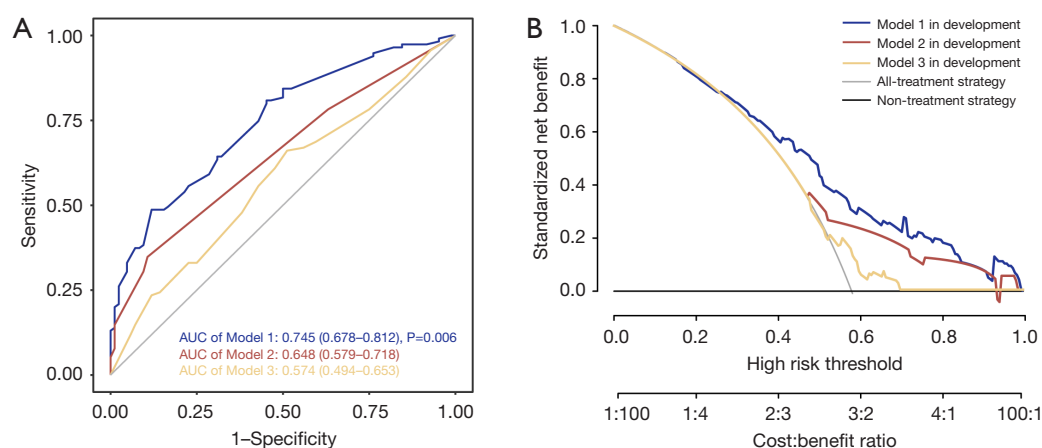 A
Sensitivity
1.00
0.75
0.50
0.25
0.00
AUC of Model 1: 0.745 (0.678–0.812), P=0.006
AUC of Model 2: 0.648 (0.579–0.718)
AUC of Model 3: 0.574 (0.494–0.653)
0.00 0.25 0.50 0.75 1.00
1–Specificity
B
Model 1 in development
Model 2 in development
Model 3 in development
All-treatment strategy
Non-treatment strategy
Standardized net benefit
1.0
0.8
0.6
0.4
0.2
0.0
0.0 0.2 0.4 0.6 0.8 1.0
High risk threshold
1:100 1:4 2:3 3:2 4:1 100:1
Cost:benefit ratio